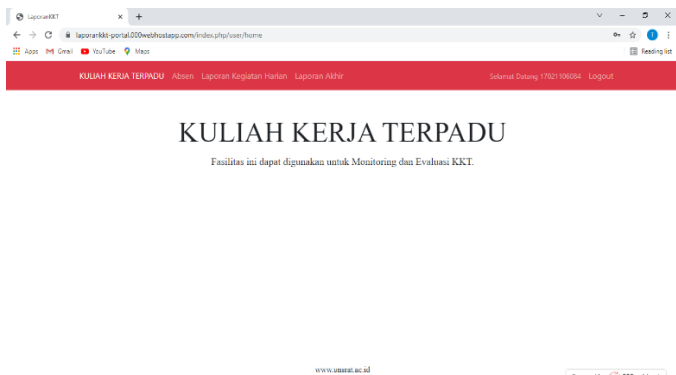 LaporanKKT
laporankkt-portal.000webhostapp.com/index.php/user/home
Apps Gmail YouTube Maps Reading list
KULIAH KERJA TERPADU Absen Laporan Kegiatan Harian Laporan Akhir Selamat Datang 17021106064 Logout
KULIAH KERJA TERPADU
Fasilitas ini dapat digunakan untuk Monitoring dan Evaluasi KKT.
www.unsrat.ac.id